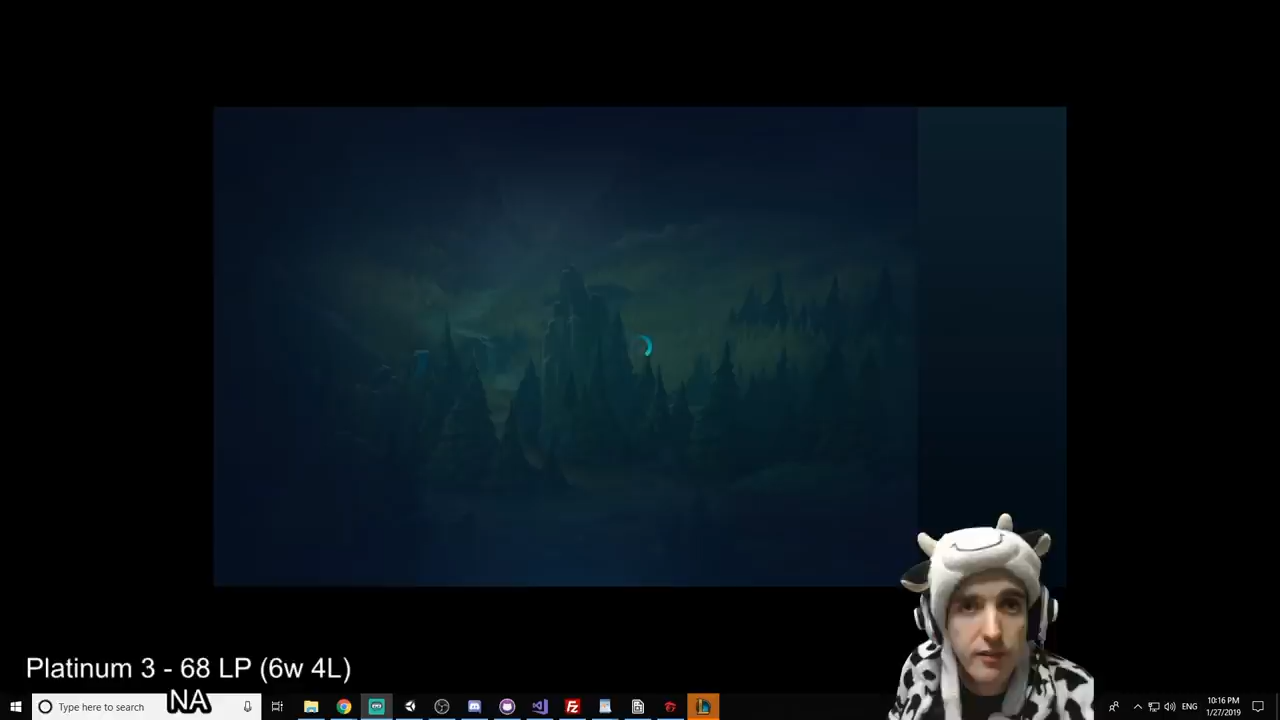 Platinum 3 - 68 LP (6w 4L)
NA
Type here to search
ENG
10:16 PM
1/27/2019